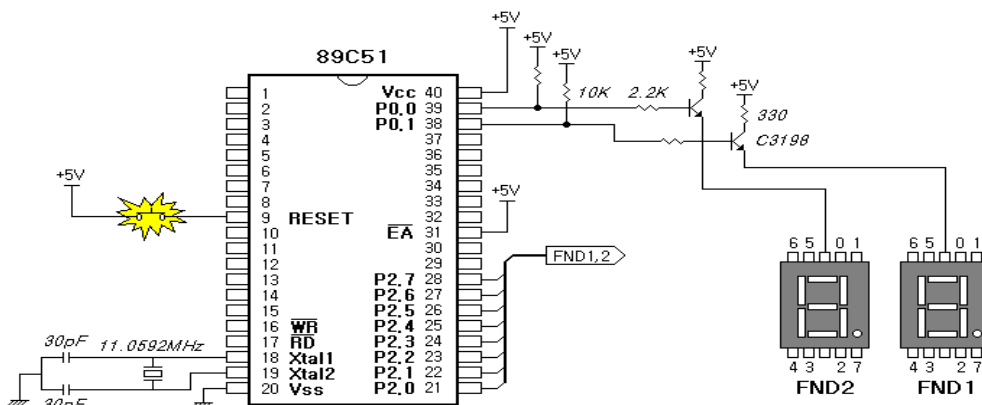 89C51
+5V
+5V
+5V
+5V
+5V
10K
2.2K
330
C3198
1
2
3
4
5
6
7
8
9
10
11
12
13
14
15
16 WR
17 RD
18 Xtal1
19 Xtal2
20 Vss
RESET
Vcc 40
P0.0 39
P0.1 38
37
36
35
34
33
32
EA 31
30
29
P2.7 28
P2.6 27
P2.5 26
P2.4 25
P2.3 24
P2.2 23
P2.1 22
P2.0 21
+5V
+5V
FND1,2
30pF
11.0592MHz
30pF
6 5 0 1
4 3 2 7
FND2
6 5 0 1
4 3 2 7
FND1